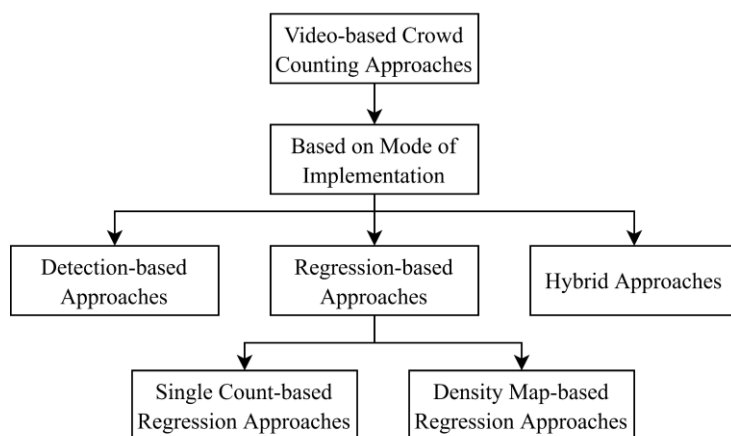 Video-based Crowd
Counting Approaches
Based on Mode of
Implementation
Detection-based
Approaches
Regression-based
Approaches
Hybrid Approaches
Single Count-based
Regression Approaches
Density Map-based
Regression Approaches